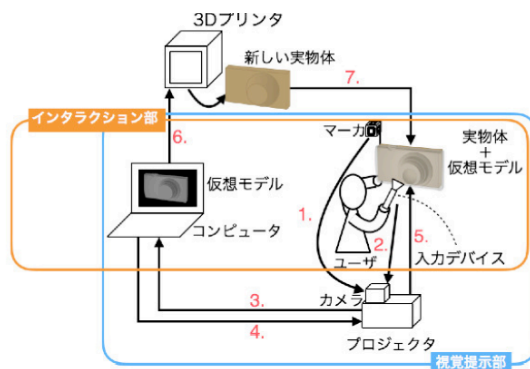 3Dプリンタ
新しい実物体
7.
インタラクション部
6.
マーカ
実物体
+
仮想モデル
仮想モデル
1.
コンピュータ
2.
5.
ユーザ
入力デバイス
3.
カメラ
4.
プロジェクタ
視覚提示部